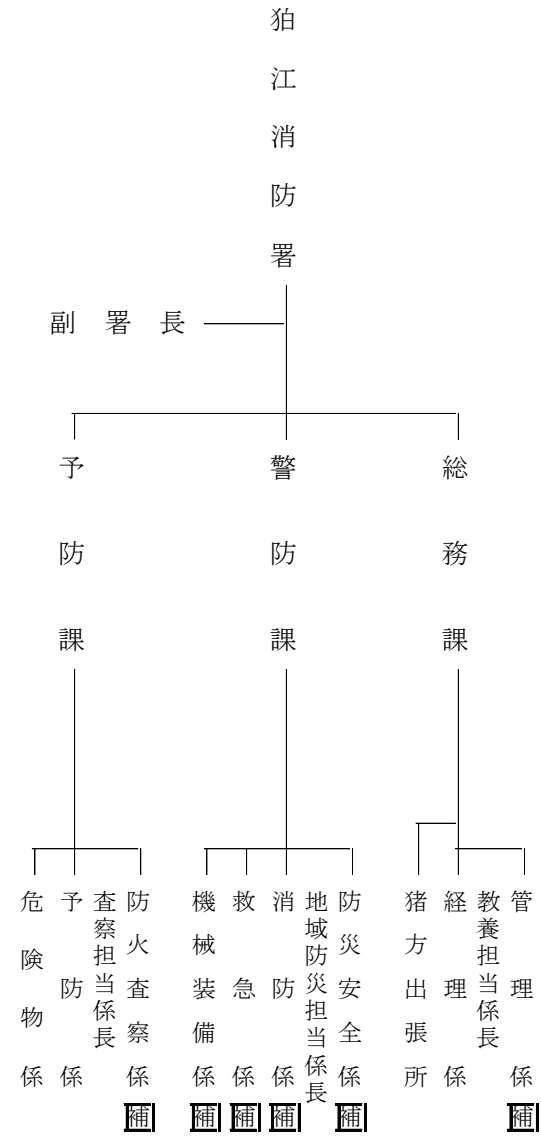 狛江消防署
副署長
総務課
警防課
予防課
管理係補
教養担当係長
経理係
猪方出張所
防災安全係補
地域防災担当係長
消防係補
救急係補
機械装備係補
防火査察係補
査察担当係長
予防係
危険物係